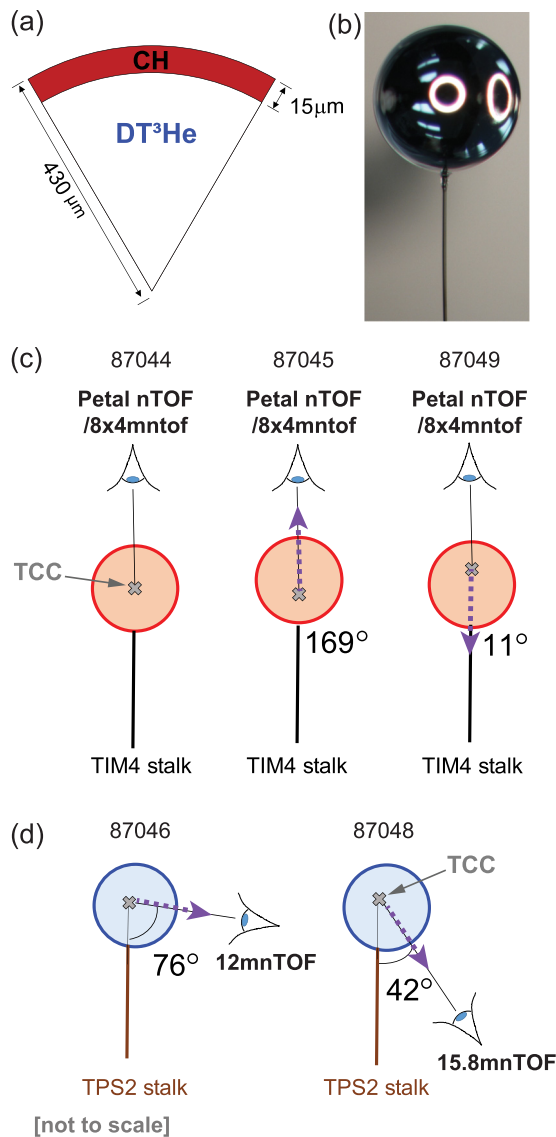 (a)
CH
15μm
DT³He
430 μm
(b)
(c)
87044
87045
87049
Petal nTOF
/8x4mntof
Petal nTOF
/8x4mntof
Petal nTOF
/8x4mntof
TCC
169°
11°
TIM4 stalk
TIM4 stalk
TIM4 stalk
(d)
87046
87048
TCC
76°
12mnTOF
42°
15.8mnTOF
TPS2 stalk
TPS2 stalk
[not to scale]